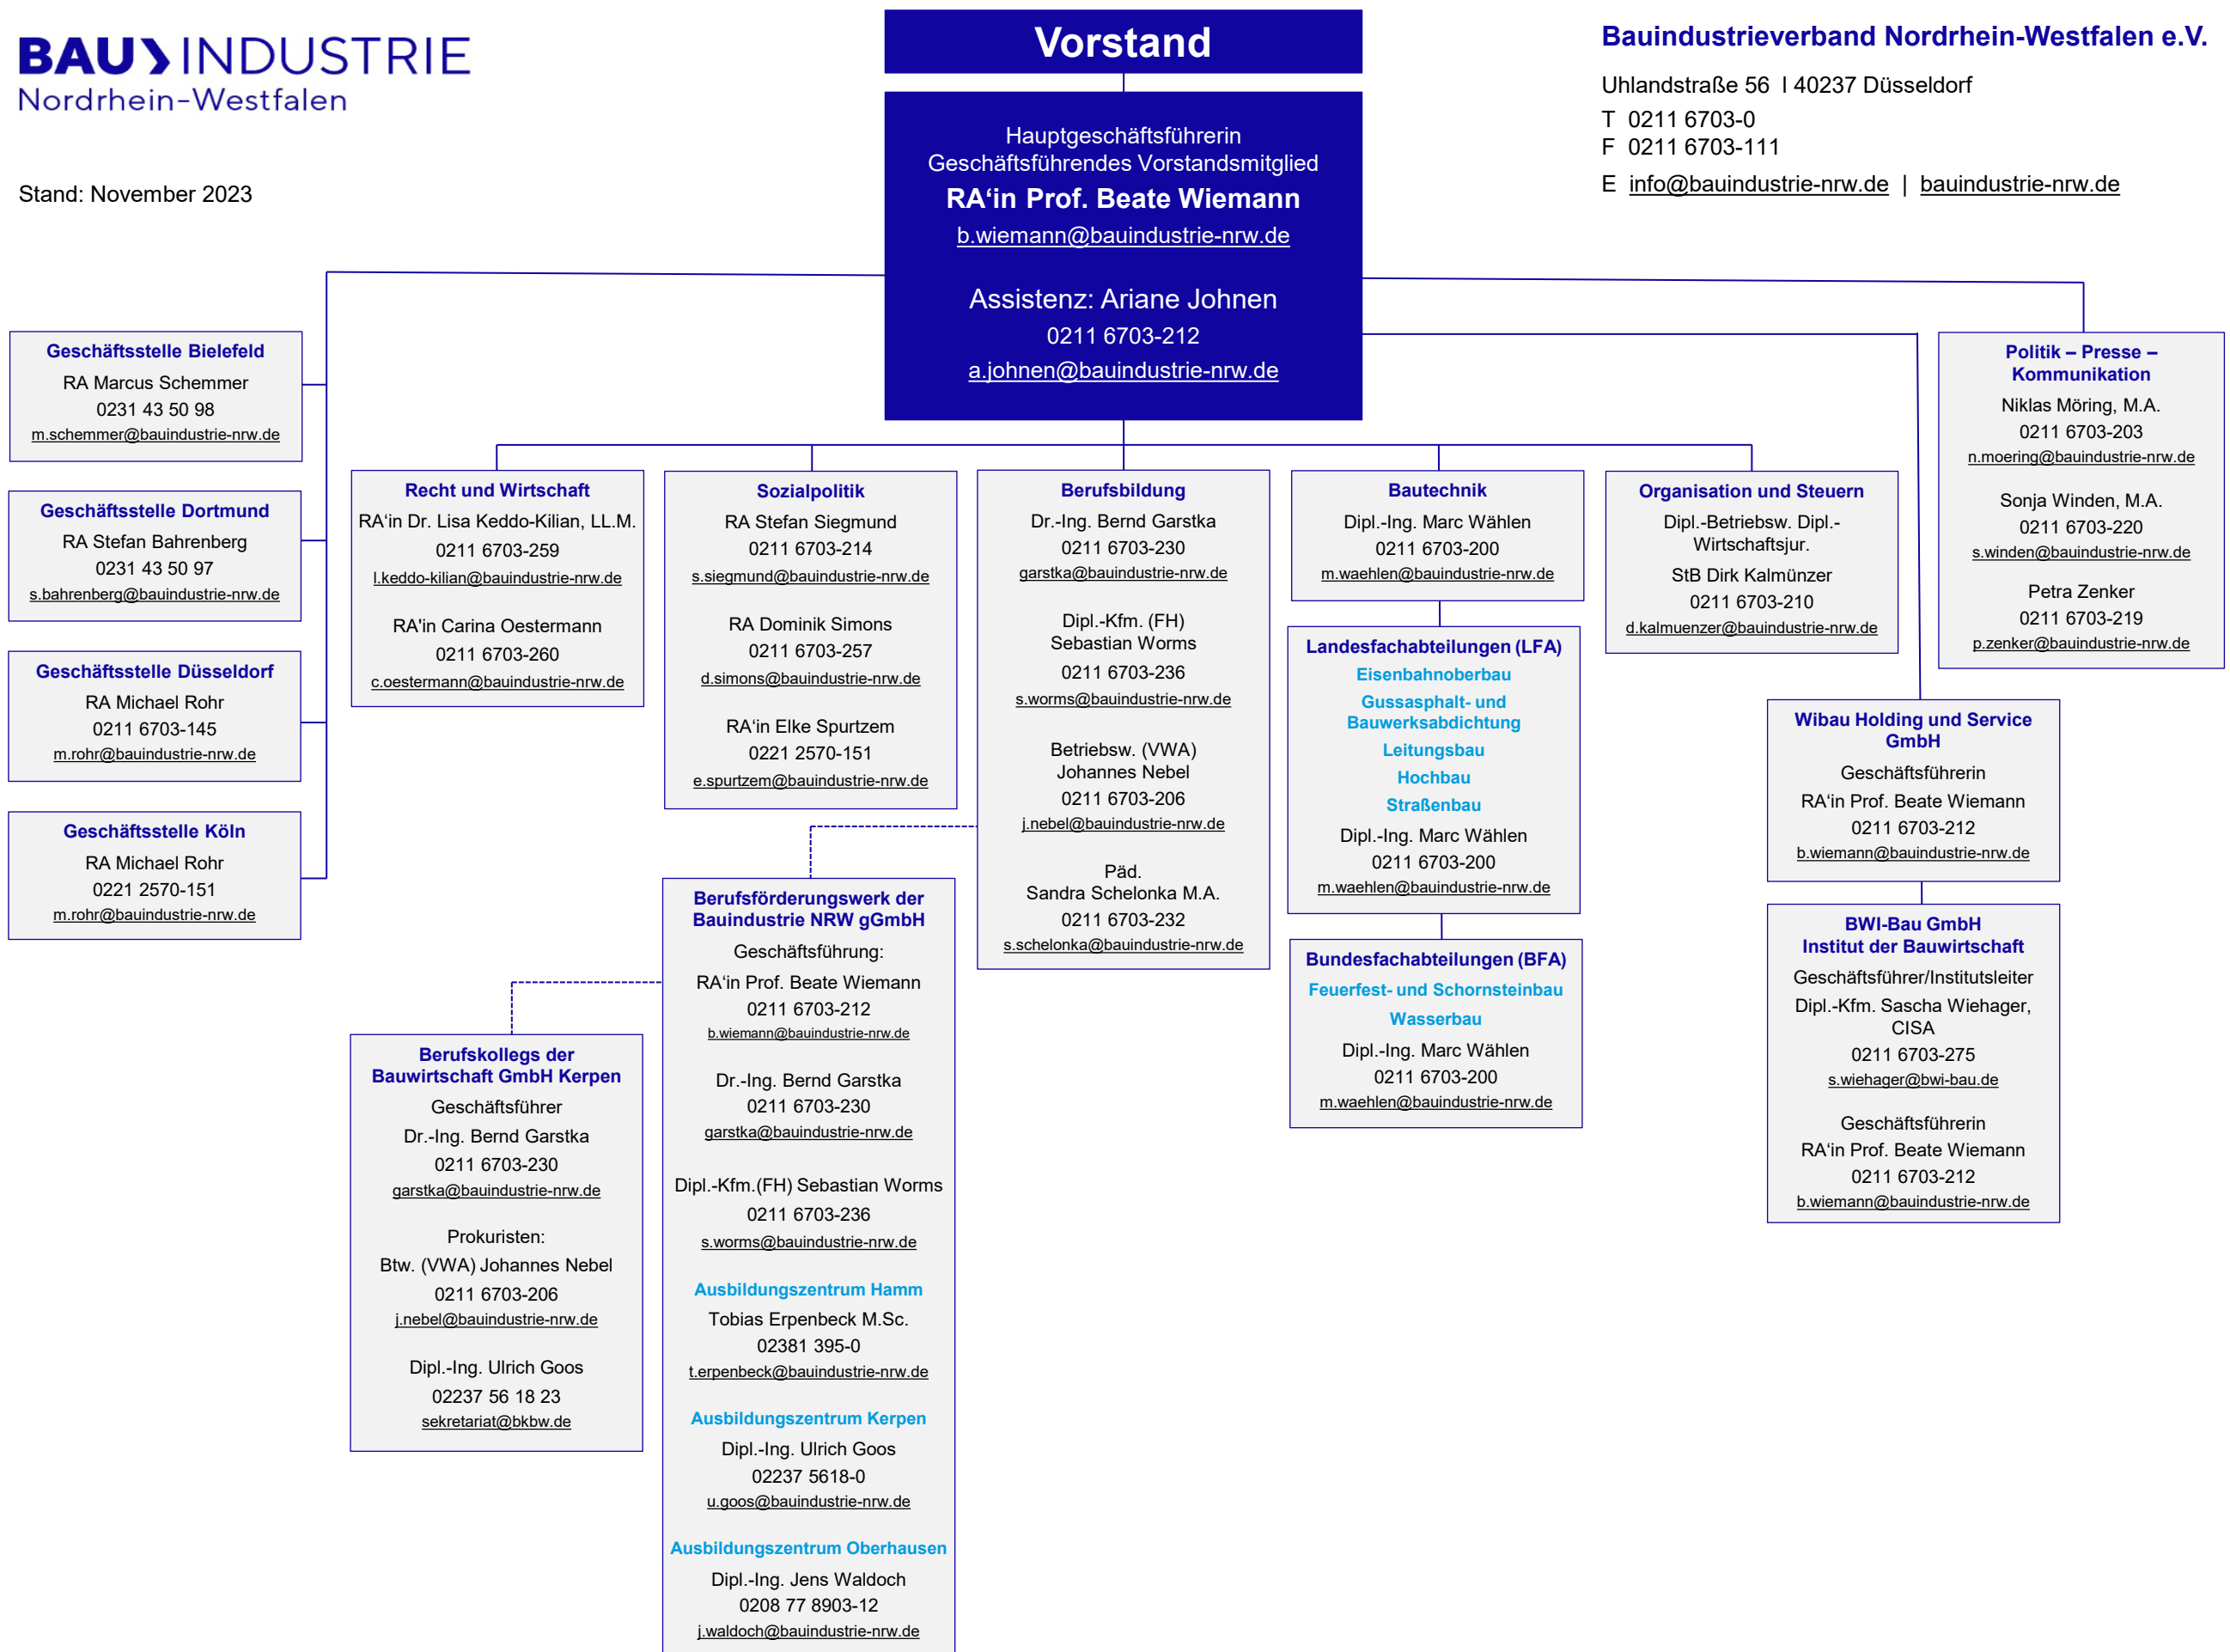 BAU INDUSTRIE
Nordrhein-Westfalen
Stand: November 2023
Vorstand
Hauptgeschäftsführerin
Geschäftsführendes Vorstandsmitglied
RA‘in Prof. Beate Wiemann
b.wiemann@bauindustrie-nrw.de
Assistenz: Ariane Johnen
0211 6703-212
a.johnen@bauindustrie-nrw.de
Bauindustrieverband Nordrhein-Westfalen e.V.
Uhlandstraße 56 l 40237 Düsseldorf
T 0211 6703-0
F 0211 6703-111
E info@bauindustrie-nrw.de | bauindustrie-nrw.de
Geschäftsstelle Bielefeld
RA Marcus Schemmer
0231 43 50 98
m.schemmer@bauindustrie-nrw.de
Geschäftsstelle Dortmund
RA Stefan Bahrenberg
0231 43 50 97
s.bahrenberg@bauindustrie-nrw.de
Geschäftsstelle Düsseldorf
RA Michael Rohr
0211 6703-145
m.rohr@bauindustrie-nrw.de
Geschäftsstelle Köln
RA Michael Rohr
0221 2570-151
m.rohr@bauindustrie-nrw.de
Recht und Wirtschaft
RA‘in Dr. Lisa Keddo-Kilian, LL.M.
0211 6703-259
l.keddo-kilian@bauindustrie-nrw.de
RA'in Carina Oestermann
0211 6703-260
c.oestermann@bauindustrie-nrw.de
Sozialpolitik
RA Stefan Siegmund
0211 6703-214
s.siegmund@bauindustrie-nrw.de
RA Dominik Simons
0211 6703-257
d.simons@bauindustrie-nrw.de
RA‘in Elke Spurtzem
0221 2570-151
e.spurtzem@bauindustrie-nrw.de
Berufsbildung
Dr.-Ing. Bernd Garstka
0211 6703-230
garstka@bauindustrie-nrw.de
Dipl.-Kfm. (FH)
Sebastian Worms
0211 6703-236
s.worms@bauindustrie-nrw.de
Betriebsw. (VWA)
Johannes Nebel
0211 6703-206
j.nebel@bauindustrie-nrw.de
Päd.
Sandra Schelonka M.A.
0211 6703-232
s.schelonka@bauindustrie-nrw.de
Bautechnik
Dipl.-Ing. Marc Wählen
0211 6703-200
m.waehlen@bauindustrie-nrw.de
Landesfachabteilungen (LFA)
Eisenbahnoberbau
Gussasphalt- und
Bauwerksabdichtung
Leitungsbau
Hochbau
Straßenbau
Dipl.-Ing. Marc Wählen
0211 6703-200
m.waehlen@bauindustrie-nrw.de
Bundesfachabteilungen (BFA)
Feuerfest- und Schornsteinbau
Wasserbau
Dipl.-Ing. Marc Wählen
0211 6703-200
m.waehlen@bauindustrie-nrw.de
Organisation und Steuern
Dipl.-Betriebsw. Dipl.-
Wirtschaftsjur.
StB Dirk Kalmünzer
0211 6703-210
d.kalmuenzer@bauindustrie-nrw.de
Politik – Presse –
Kommunikation
Niklas Möring, M.A.
0211 6703-203
n.moering@bauindustrie-nrw.de
Sonja Winden, M.A.
0211 6703-220
s.winden@bauindustrie-nrw.de
Petra Zenker
0211 6703-219
p.zenker@bauindustrie-nrw.de
Wibau Holding und Service
GmbH
Geschäftsführerin
RA‘in Prof. Beate Wiemann
0211 6703-212
b.wiemann@bauindustrie-nrw.de
BWI-Bau GmbH
Institut der Bauwirtschaft
Geschäftsführer/Institutsleiter
Dipl.-Kfm. Sascha Wiehager,
CISA
0211 6703-275
s.wiehager@bwi-bau.de
Geschäftsführerin
RA‘in Prof. Beate Wiemann
0211 6703-212
b.wiemann@bauindustrie-nrw.de
Berufsförderungswerk der
Bauindustrie NRW gGmbH
Geschäftsführung:
RA‘in Prof. Beate Wiemann
0211 6703-212
b.wiemann@bauindustrie-nrw.de
Dr.-Ing. Bernd Garstka
0211 6703-230
garstka@bauindustrie-nrw.de
Dipl.-Kfm.(FH) Sebastian Worms
0211 6703-236
s.worms@bauindustrie-nrw.de
Ausbildungszentrum Hamm
Tobias Erpenbeck M.Sc.
02381 395-0
t.erpenbeck@bauindustrie-nrw.de
Ausbildungszentrum Kerpen
Dipl.-Ing. Ulrich Goos
02237 5618-0
u.goos@bauindustrie-nrw.de
Ausbildungszentrum Oberhausen
Dipl.-Ing. Jens Waldoch
0208 77 8903-12
j.waldoch@bauindustrie-nrw.de
Berufskollegs der
Bauwirtschaft GmbH Kerpen
Geschäftsführer
Dr.-Ing. Bernd Garstka
0211 6703-230
garstka@bauindustrie-nrw.de
Prokuristen:
Btw. (VWA) Johannes Nebel
0211 6703-206
j.nebel@bauindustrie-nrw.de
Dipl.-Ing. Ulrich Goos
02237 56 18 23
sekretariat@bkbw.de